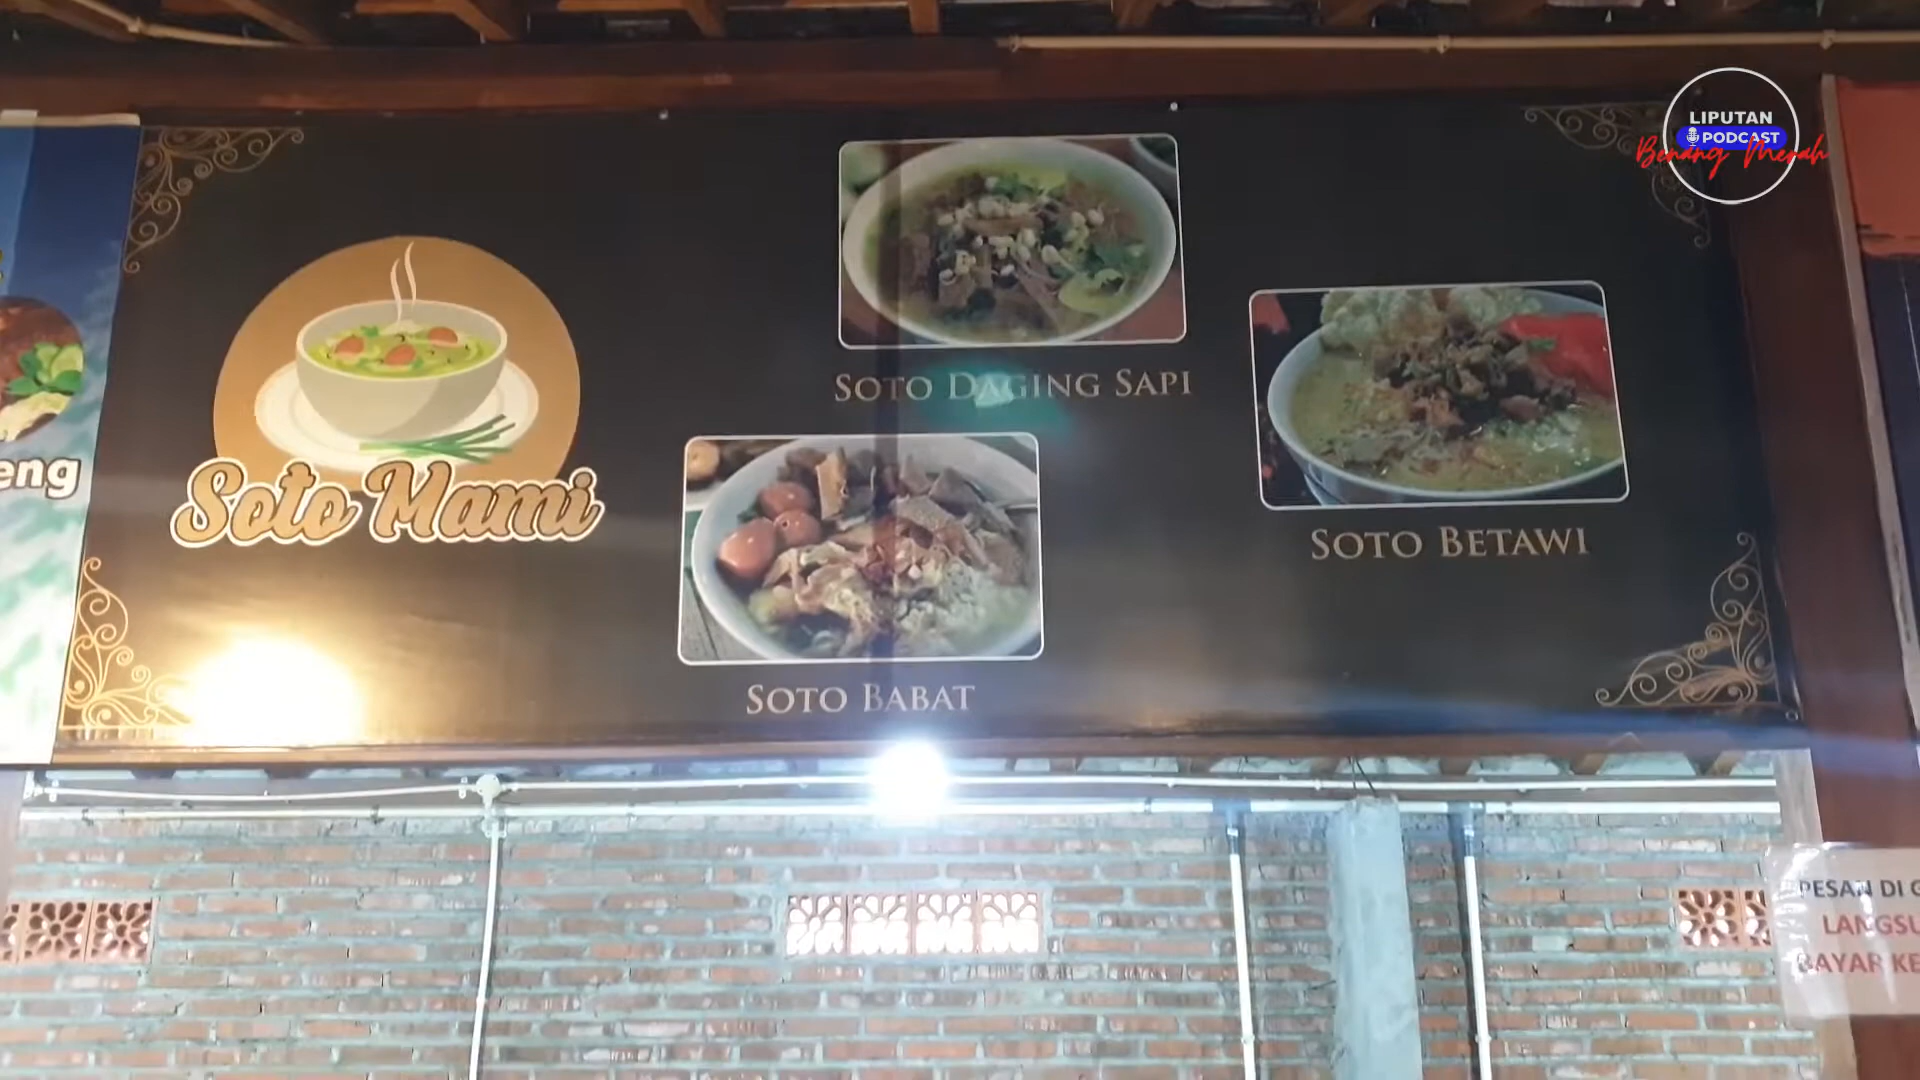 LIPUTAN
PODCAST
Benang Merah
SOTO DAGING SAPI
SOTO BETAWI
Soto Mami
SOTO BABAT
eng
PESAN DI
LANGSU
BAYAR KE